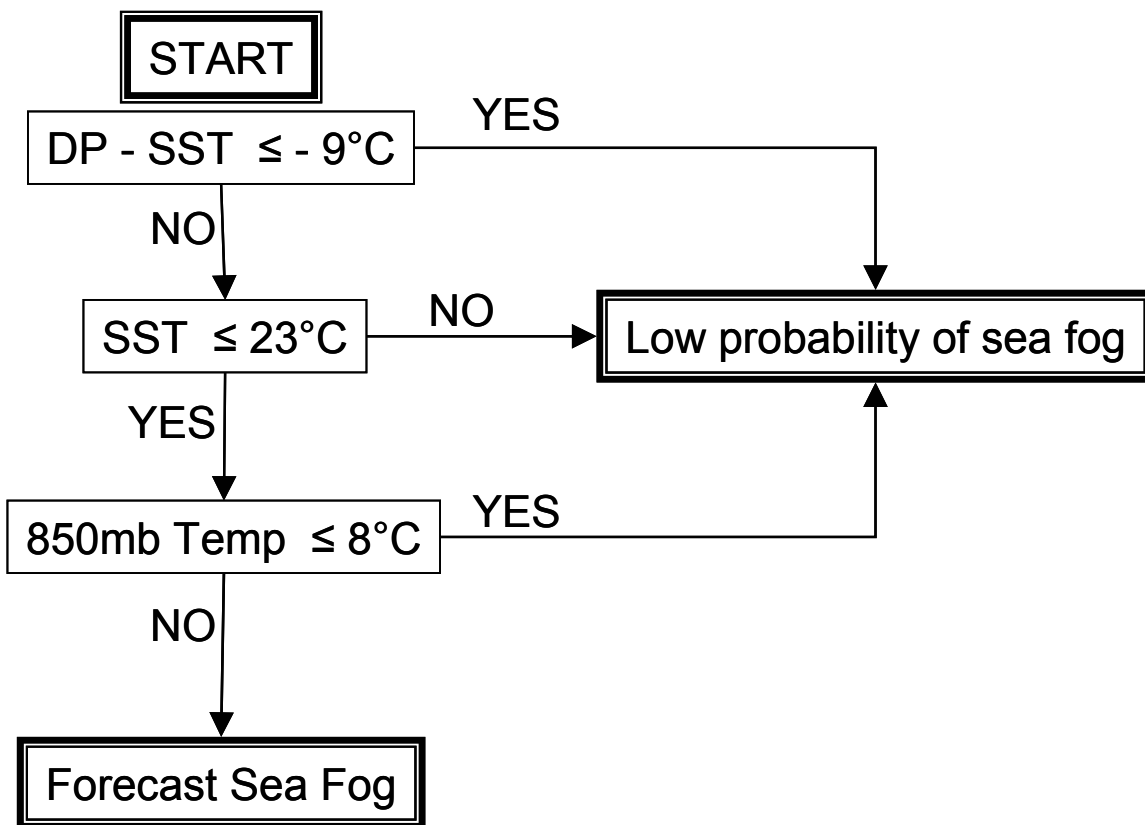 START
DP - SST ≤ - 9°C
YES
NO
SST ≤ 23°C
NO
Low probability of sea fog
YES
850mb Temp ≤ 8°C
YES
NO
Forecast Sea Fog